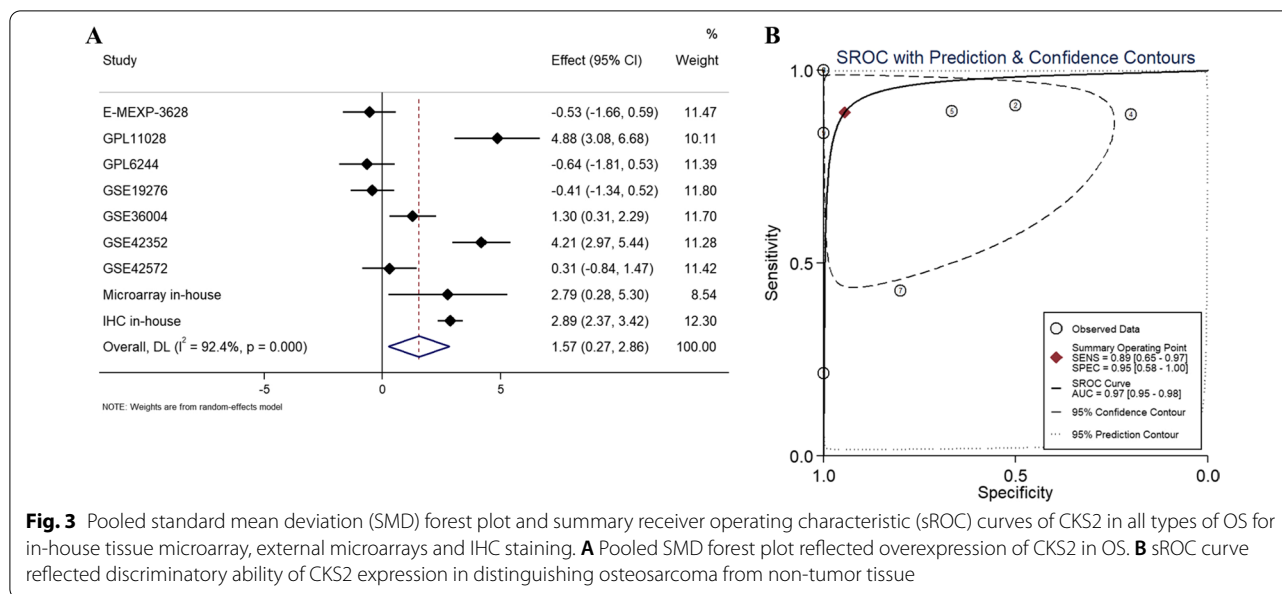 A
%
Study Effect (95% CI) Weight
E-MEXP-3628 -0.53 (-1.66, 0.59) 11.47
GPL11028 4.88 (3.08, 6.68) 10.11
GPL6244 -0.64 (-1.81, 0.53) 11.39
GSE19276 -0.41 (-1.34, 0.52) 11.80
GSE36004 1.30 (0.31, 2.29) 11.70
GSE42352 4.21 (2.97, 5.44) 11.28
GSE42572 0.31 (-0.84, 1.47) 11.42
Microarray in-house 2.79 (0.28, 5.30) 8.54
IHC in-house 2.89 (2.37, 3.42) 12.30
Overall, DL (I² = 92.4%, p = 0.000) 1.57 (0.27, 2.86) 100.00
-5 0 5
NOTE: Weights are from random-effects model
B
SROC with Prediction & Confidence Contours
1.0
0.5
0.0
Sensitivity
5
2
4
7
Observed Data
Summary Operating Point
SENS = 0.89 [0.65 - 0.97]
SPEC = 0.95 [0.58 - 1.00]
SROC Curve
AUC = 0.97 [0.95 - 0.98]
95% Confidence Contour
95% Prediction Contour
1.0 0.5 0.0
Specificity
Fig. 3 Pooled standard mean deviation (SMD) forest plot and summary receiver operating characteristic (sROC) curves of CKS2 in all types of OS for
in-house tissue microarray, external microarrays and IHC staining. A Pooled SMD forest plot reflected overexpression of CKS2 in OS. B sROC curve
reflected discriminatory ability of CKS2 expression in distinguishing osteosarcoma from non-tumor tissue